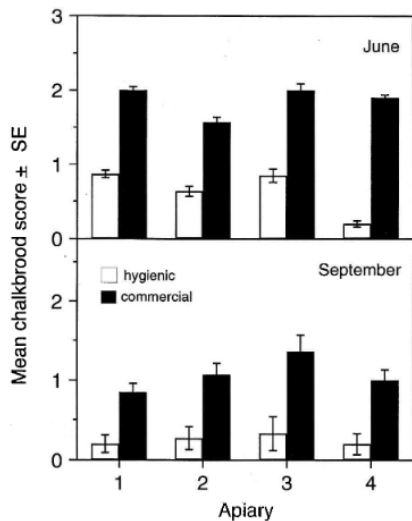 3
June
2
1
0
September
hygienic
commercial
2
1
0
1 2 3 4
Apiary
Mean chalkbrood score ± SE